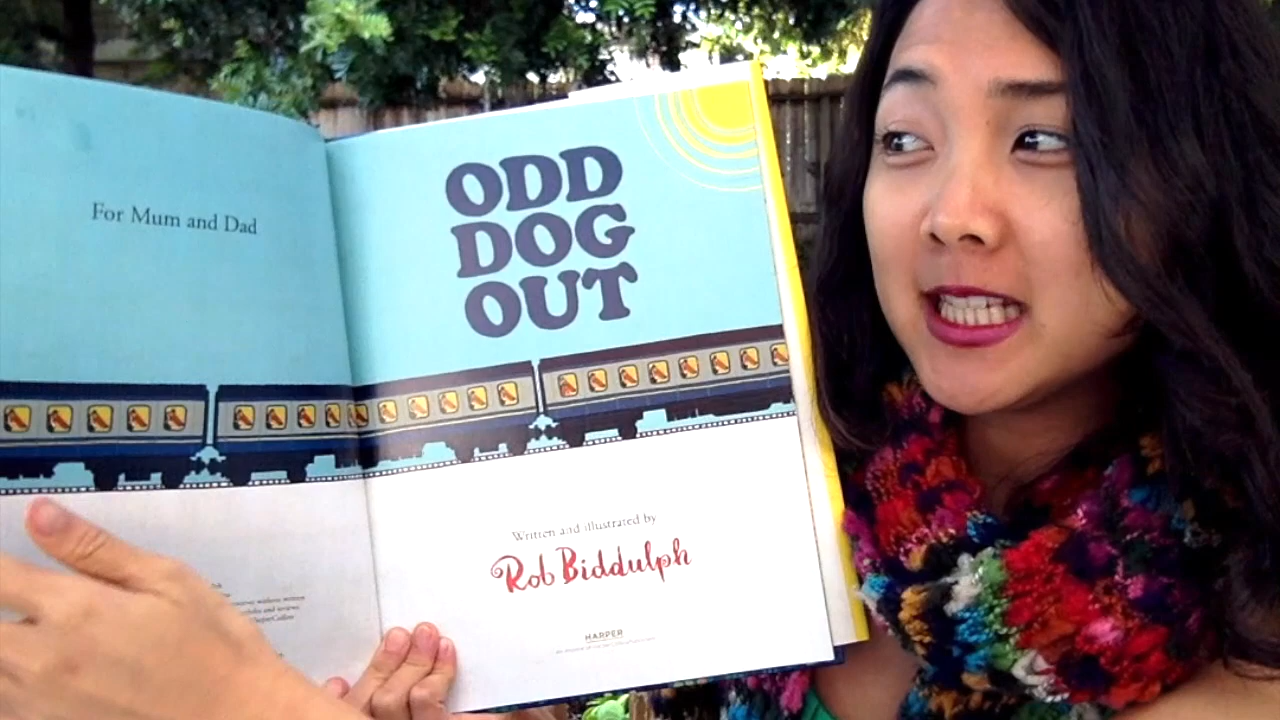 For Mum and Dad
ODD
DOG
OUT
Written and illustrated by
Rob Biddulph
HARPER